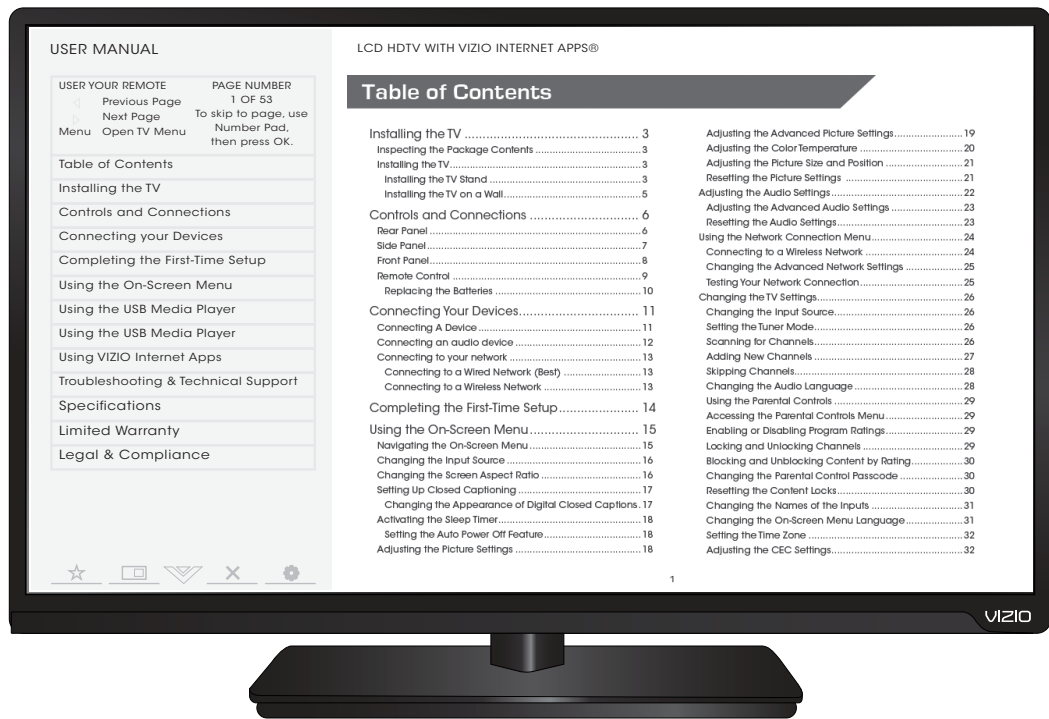 USER MANUAL
USER YOUR REMOTE
Previous Page
Next Page
Menu Open TV Menu
PAGE NUMBER
1 OF 53
To skip to page, use
Number Pad,
then press OK.
Table of Contents
Installing the TV
Controls and Connections
Connecting your Devices
Completing the First-Time Setup
Using the On-Screen Menu
Using the USB Media Player
Using the USB Media Player
Using VIZIO Internet Apps
Troubleshooting & Technical Support
Specifications
Limited Warranty
Legal & Compliance
LCD HDTV WITH VIZIO INTERNET APPS®
Table of Contents
Installing the TV ........ 3
Inspecting the Package Contents ........ 3
Installing the TV ........ 3
Installing the TV Stand ........ 3
Installing the TV on a Wall ........ 5
Controls and Connections ........ 6
Rear Panel ........ 6
Side Panel ........ 7
Front Panel ........ 8
Remote Control ........ 9
Replacing the Batteries ........ 10
Connecting Your Devices ........ 11
Connecting A Device ........ 11
Connecting an audio device ........ 12
Connecting to your network ........ 13
Connecting to a Wired Network (Best) ........ 13
Connecting to a Wireless Network ........ 13
Completing the First-Time Setup ........ 14
Using the On-Screen Menu ........ 15
Navigating the On-Screen Menu ........ 15
Changing the Input Source ........ 16
Changing the Screen Aspect Ratio ........ 16
Setting Up Closed Captioning ........ 17
Changing the Appearance of Digital Closed Captions. 17
Activating the Sleep Timer ........ 18
Setting the Auto Power Off Feature ........ 18
Adjusting the Picture Settings ........ 18
Adjusting the Advanced Picture Settings ........ 19
Adjusting the Color Temperature ........ 20
Adjusting the Picture Size and Position ........ 21
Resetting the Picture Settings ........ 21
Adjusting the Audio Settings ........ 22
Adjusting the Advanced Audio Settings ........ 23
Resetting the Audio Settings ........ 23
Using the Network Connection Menu ........ 24
Connecting to a Wireless Network ........ 24
Changing the Advanced Network Settings ........ 25
Testing Your Network Connection ........ 25
Changing the TV Settings ........ 26
Changing the Input Source ........ 26
Setting the Tuner Mode ........ 26
Scanning for Channels ........ 26
Adding New Channels ........ 27
Skipping Channels ........ 28
Changing the Audio Language ........ 28
Using the Parental Controls ........ 29
Accessing the Parental Controls Menu ........ 29
Enabling or Disabling Program Ratings ........ 29
Locking and Unlocking Channels ........ 29
Blocking and Unblocking Content by Rating ........ 30
Changing the Parental Control Passcode ........ 30
Resetting the Content Locks ........ 30
Changing the Names of the Inputs ........ 31
Changing the On-Screen Menu Language ........ 31
Setting the Time Zone ........ 32
Adjusting the CEC Settings ........ 32
1
VIZIO